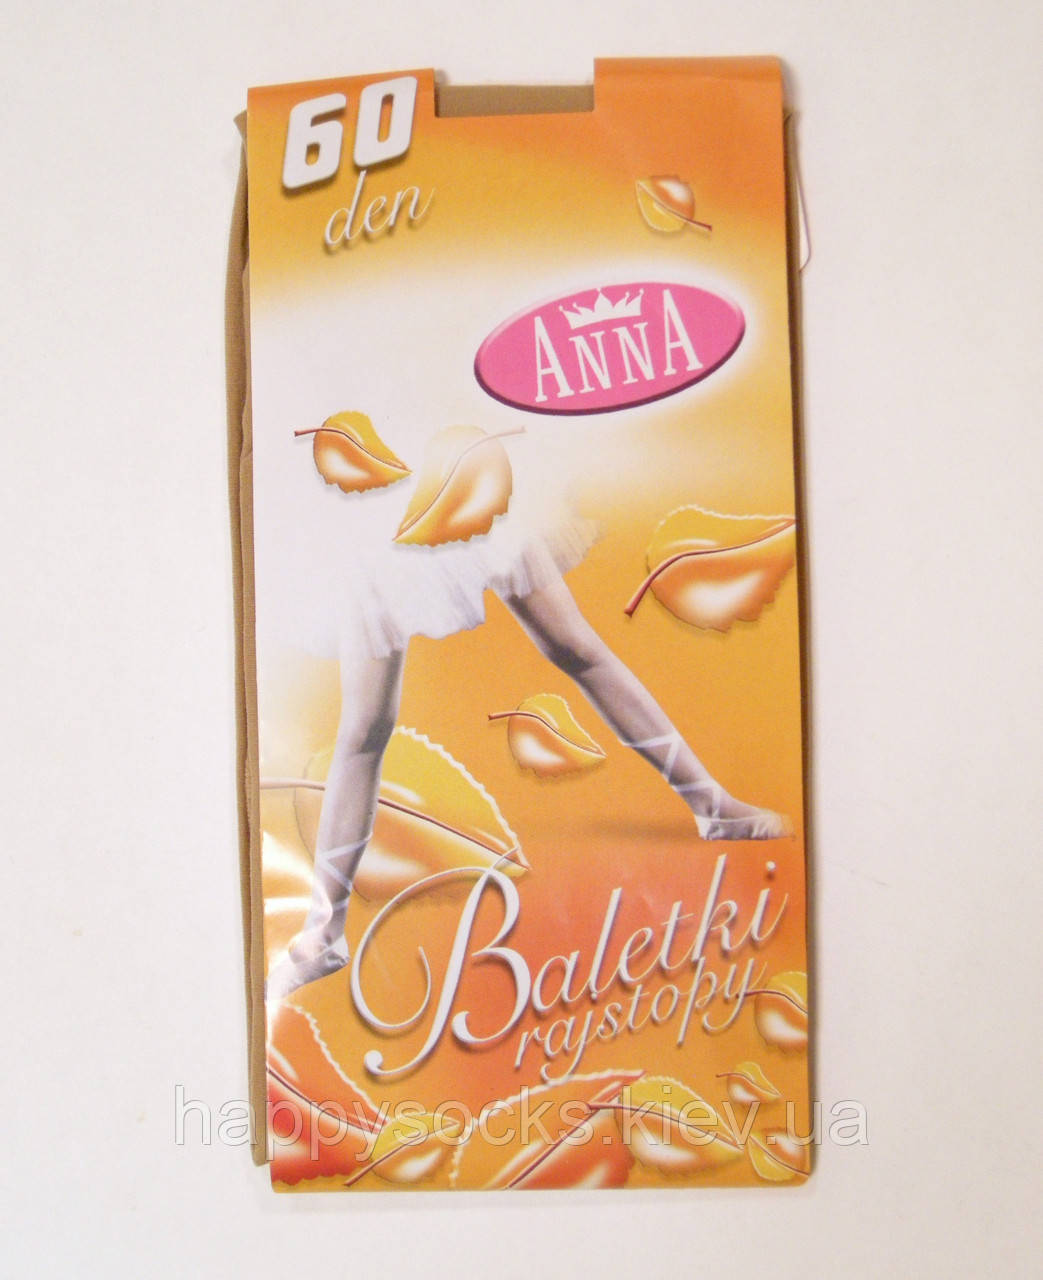 60
den
ANNA
Baletki
rajstopy
happysocks.kiev.ua